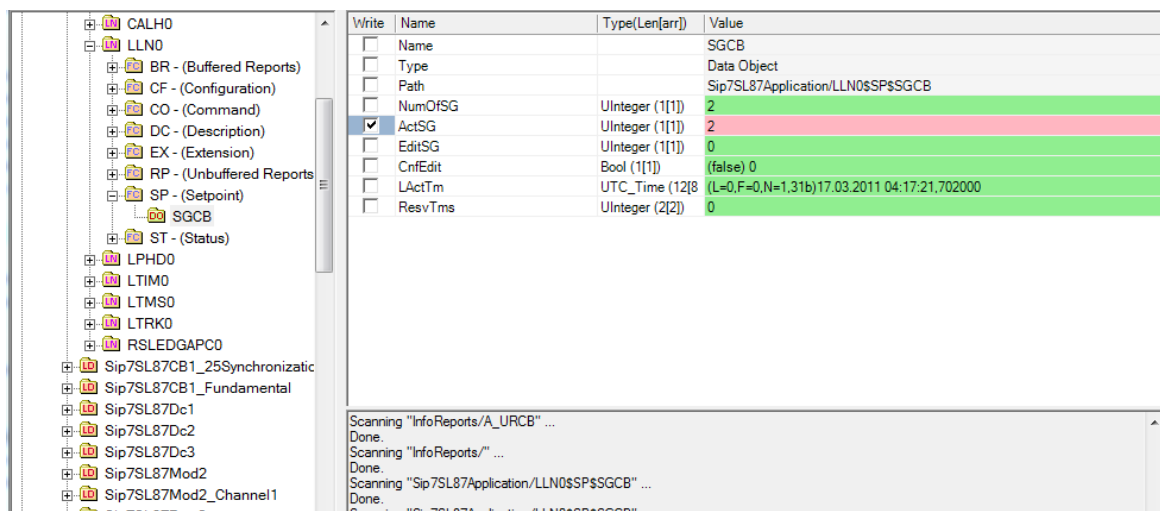 CALH0
LLN0
BR - (Buffered Reports)
CF - (Configuration)
CO - (Command)
DC - (Description)
EX - (Extension)
RP - (Unbuffered Reports
SP - (Setpoint)
SGCB
ST - (Status)
LPHD0
LTIM0
LTMS0
LTRK0
RSLEDGAPC0
Sip7SL87CB1_25Synchronizatic
Sip7SL87CB1_Fundamental
Sip7SL87Dc1
Sip7SL87Dc2
Sip7SL87Dc3
Sip7SL87Mod2
Sip7SL87Mod2_Channel1
Write Name Type(Len[arr]) Value
Name SGCB
Type Data Object
Path Sip7SL87Application/LLN0$SP$SGCB
NumOfSG UInteger (1[1]) 2
ActSG UInteger (1[1]) 2
EditSG UInteger (1[1]) 0
CnfEdit Bool (1[1]) (false) 0
LActTm UTC_Time (12[8 (L=0,F=0,N=1,31b)17.03.2011 04:17:21,702000
ResvTms UInteger (2[2]) 0
Scanning "InfoReports/A_URCB" ...
Done.
Scanning "InfoReports/" ...
Done.
Scanning "Sip7SL87Application/LLN0$SP$SGCB" ...
Done.